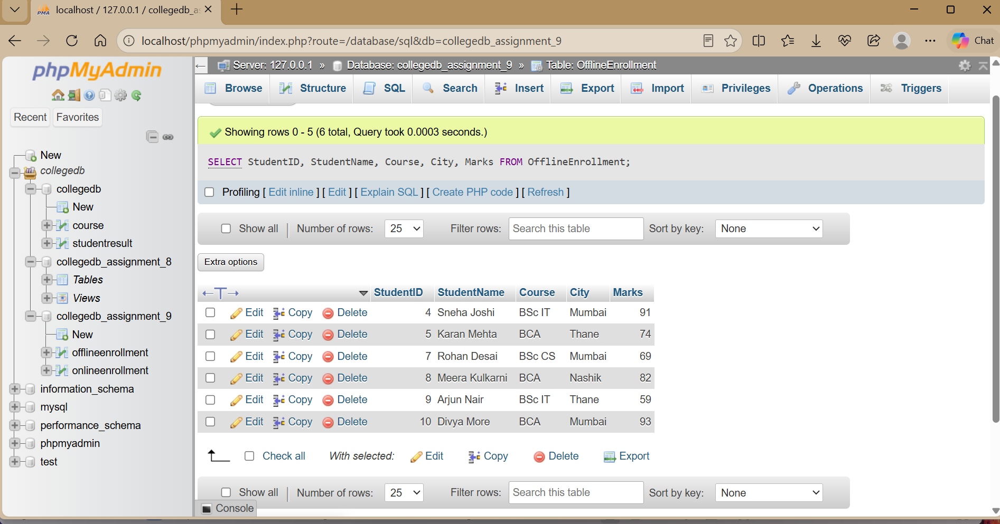 localhost / 127.0.0.1 / collegedb_as
localhost/phpmyadmin/index.php?route=/database/sql&db=collegedb_assignment_9
Chat
phpMyAdmin
Recent Favorites
New
collegedb
collegedb
New
course
studentresult
collegedb_assignment_8
Tables
Views
collegedb_assignment_9
New
offlineenrollment
onlineenrollment
information_schema
mysql
performance_schema
phpmyadmin
test
Server: 127.0.0.1 » Database: collegedb_assignment_9 » Table: OfflineEnrollment
Browse Structure SQL Search Insert Export Import Privileges Operations Triggers
Showing rows 0 - 5 (6 total, Query took 0.0003 seconds.)
SELECT StudentID, StudentName, Course, City, Marks FROM OfflineEnrollment;
Profiling [ Edit inline ] [ Edit ] [ Explain SQL ] [ Create PHP code ] [ Refresh ]
Show all | Number of rows: 25 Filter rows: Search this table Sort by key: None
Extra options
←T→ StudentID StudentName Course City Marks
Edit Copy Delete 4 Sneha Joshi BSc IT Mumbai 91
Edit Copy Delete 5 Karan Mehta BCA Thane 74
Edit Copy Delete 7 Rohan Desai BSc CS Mumbai 69
Edit Copy Delete 8 Meera Kulkarni BCA Nashik 82
Edit Copy Delete 9 Arjun Nair BSc IT Thane 59
Edit Copy Delete 10 Divya More BCA Mumbai 93
Check all With selected: Edit Copy Delete Export
Show all | Number of rows: 25 Filter rows: Search this table Sort by key: None
Console